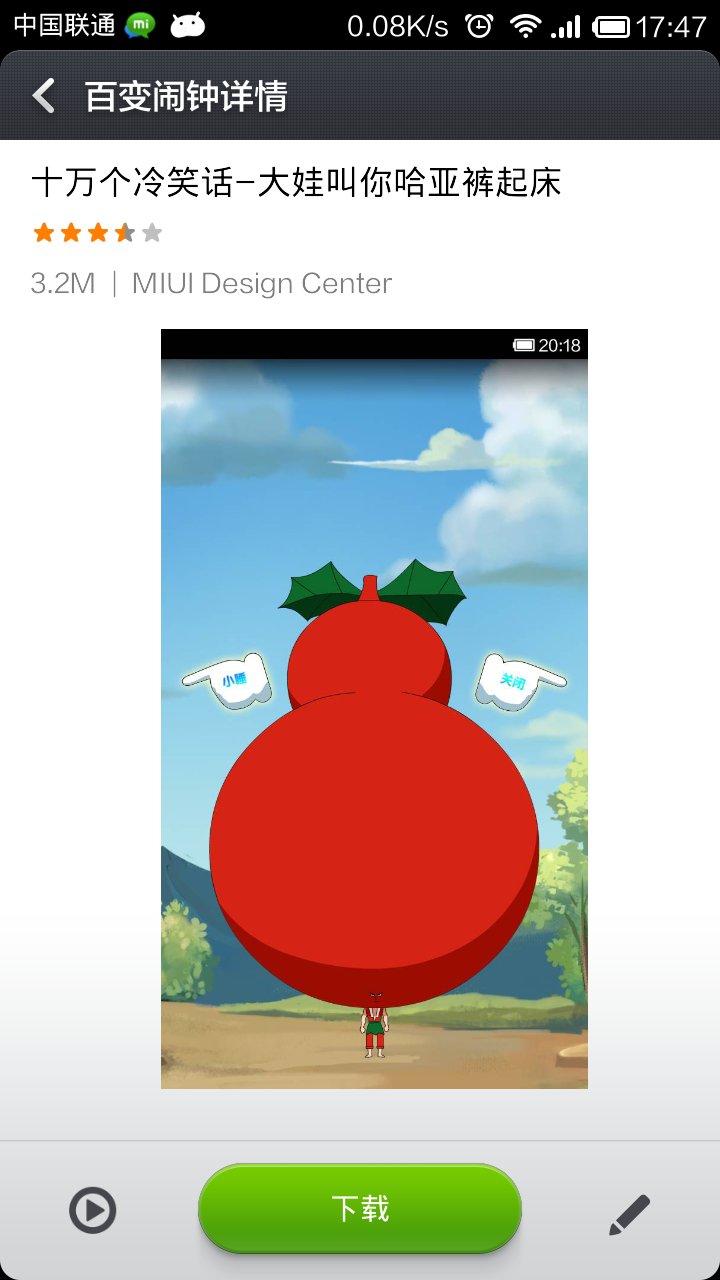 中国联通 mi 0.08K/s 17:47
百变闹钟详情
十万个冷笑话-大娃叫你哈亚裤起床
3.2M | MIUI Design Center
20:18
小睡 关闭
下载